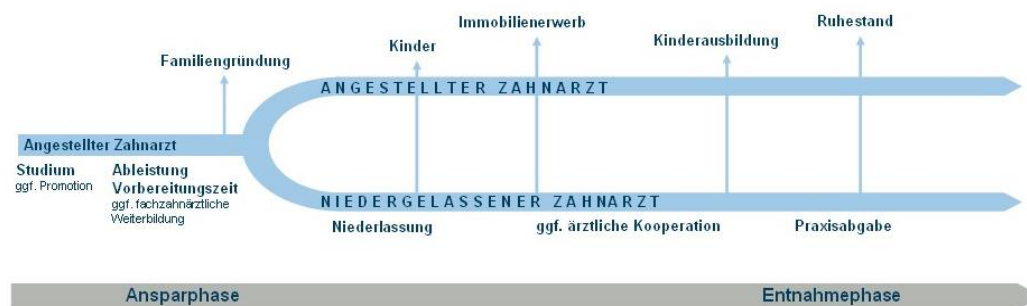 Ruhestand
Immobilienerwerb
Kinderausbildung
Kinder
Familiengründung
ANGESTELLTER ZAHNARZT
Angestellter Zahnarzt
Studium
ggf. Promotion
Ableistung
Vorbereitungszeit
ggf. fachzahnärztliche
Weiterbildung
NIEDERGELASSENER ZAHNARZT
Niederlassung
ggf. ärztliche Kooperation
Praxisabgabe
Ansparphase
Entnahmephase